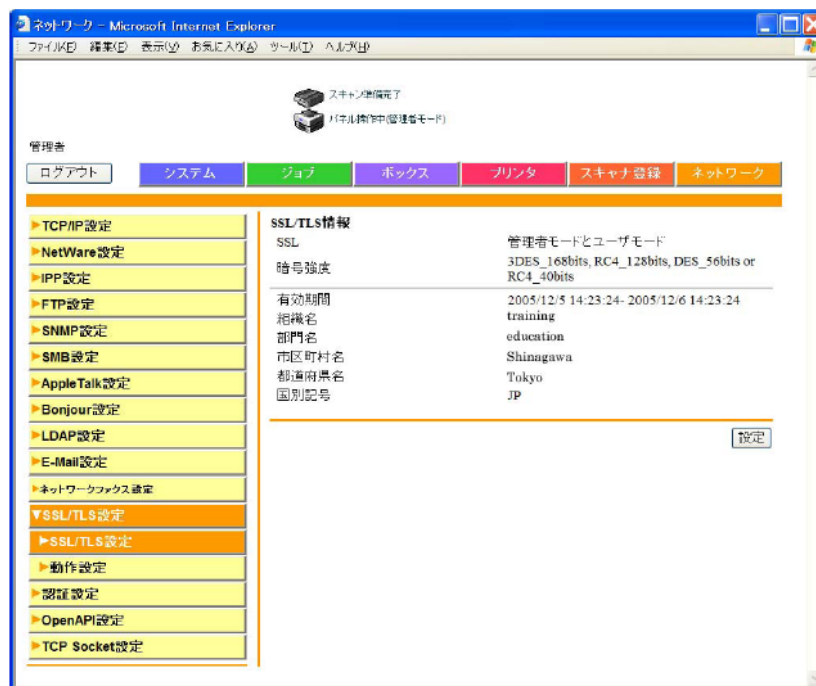 ネットワーク - Microsoft Internet Explorer
ファイル(F) 編集(E) 表示(V) お気に入り(A) ツール(T) ヘルプ(H)
スキャン準備完了
パネル操作中(管理者モード)
管理者
ログアウト システム ジョブ ボックス プリンタ スキャナ登録 ネットワーク
TCP/IP設定
NetWare設定
IPP設定
FTP設定
SNMP設定
SMB設定
AppleTalk設定
Bonjour設定
LDAP設定
E-Mail設定
ネットワークファクス設定
SSL/TLS設定
SSL/TLS設定
動作設定
認証設定
OpenAPI設定
TCP Socket設定
SSL/TLS情報
SSL 管理者モードとユーザモード
暗号強度 3DES_168bits, RC4_128bits, DES_56bits or
RC4_40bits
有効期間 2005/12/5 14:23:24- 2005/12/6 14:23:24
組織名 training
部門名 education
市区町村名 Shinagawa
都道府県名 Tokyo
国別記号 JP
設定